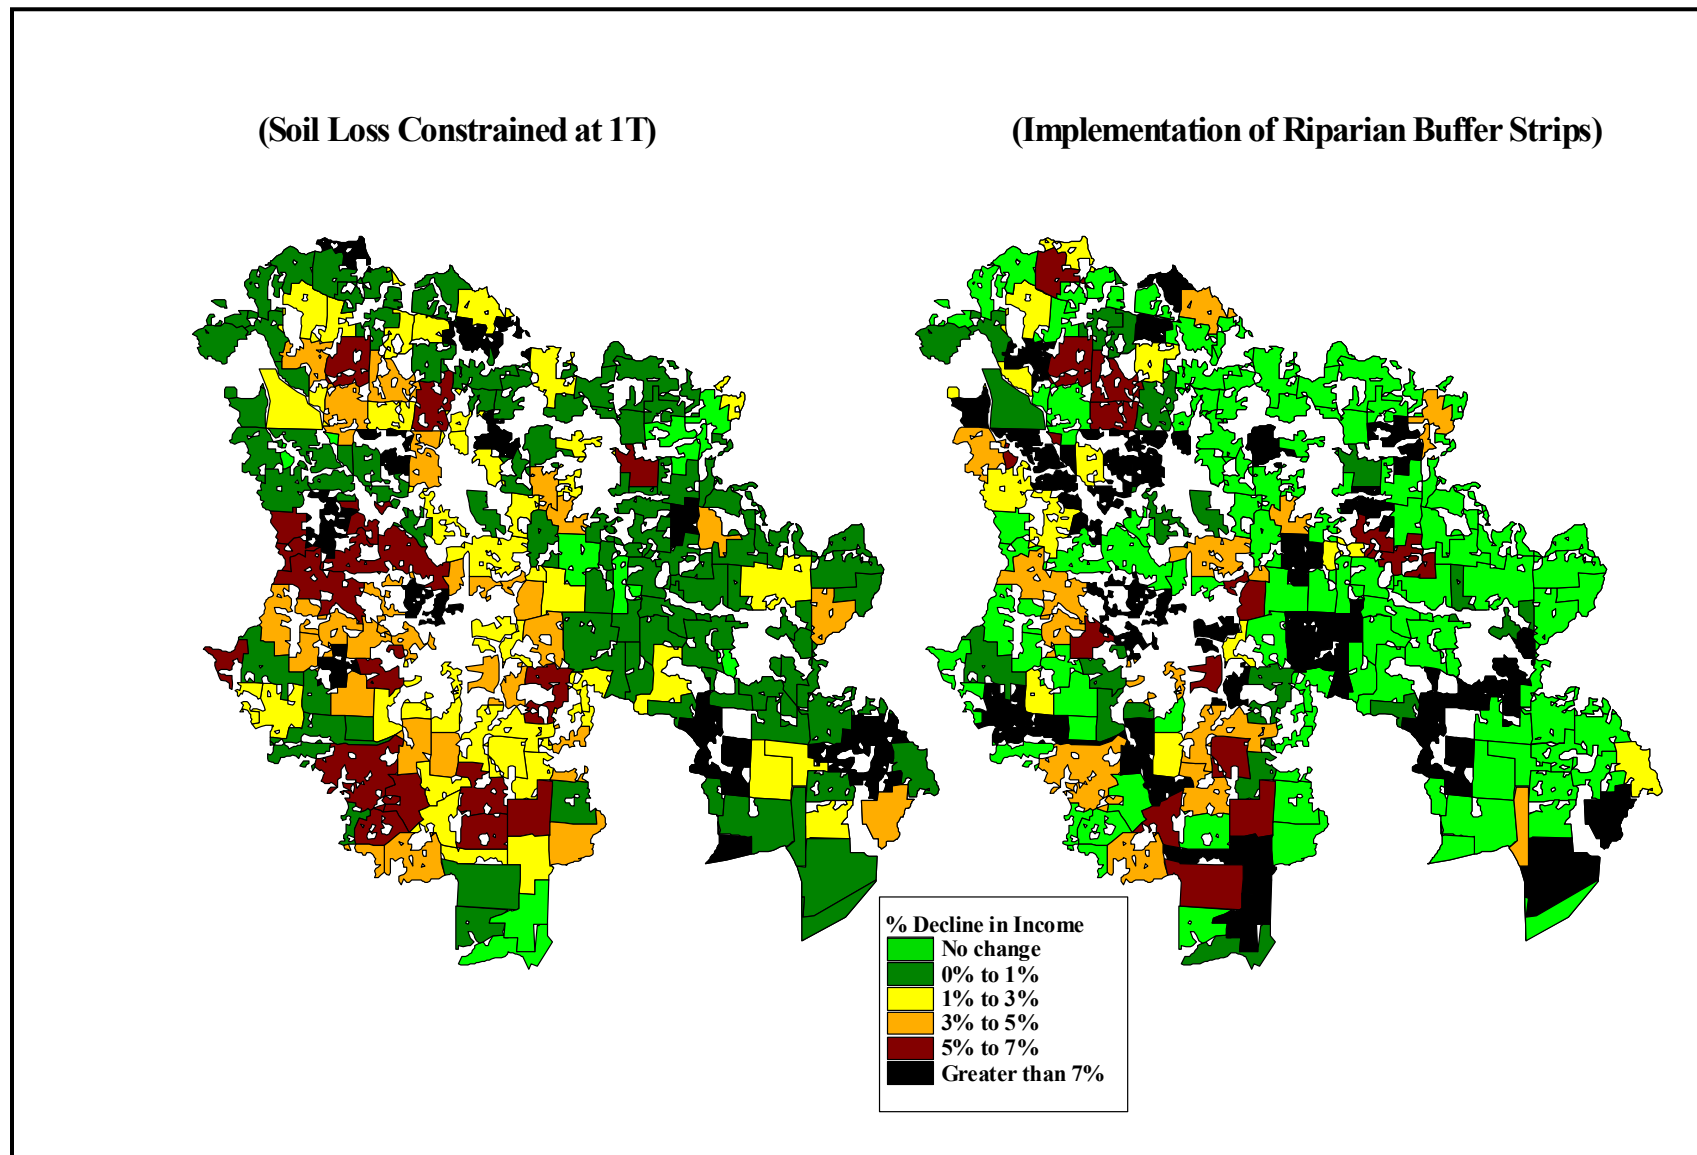 (Soil Loss Constrained at 1T)
(Implementation of Riparian Buffer Strips)
% Decline in Income
No change
0% to 1%
1% to 3%
3% to 5%
5% to 7%
Greater than 7%